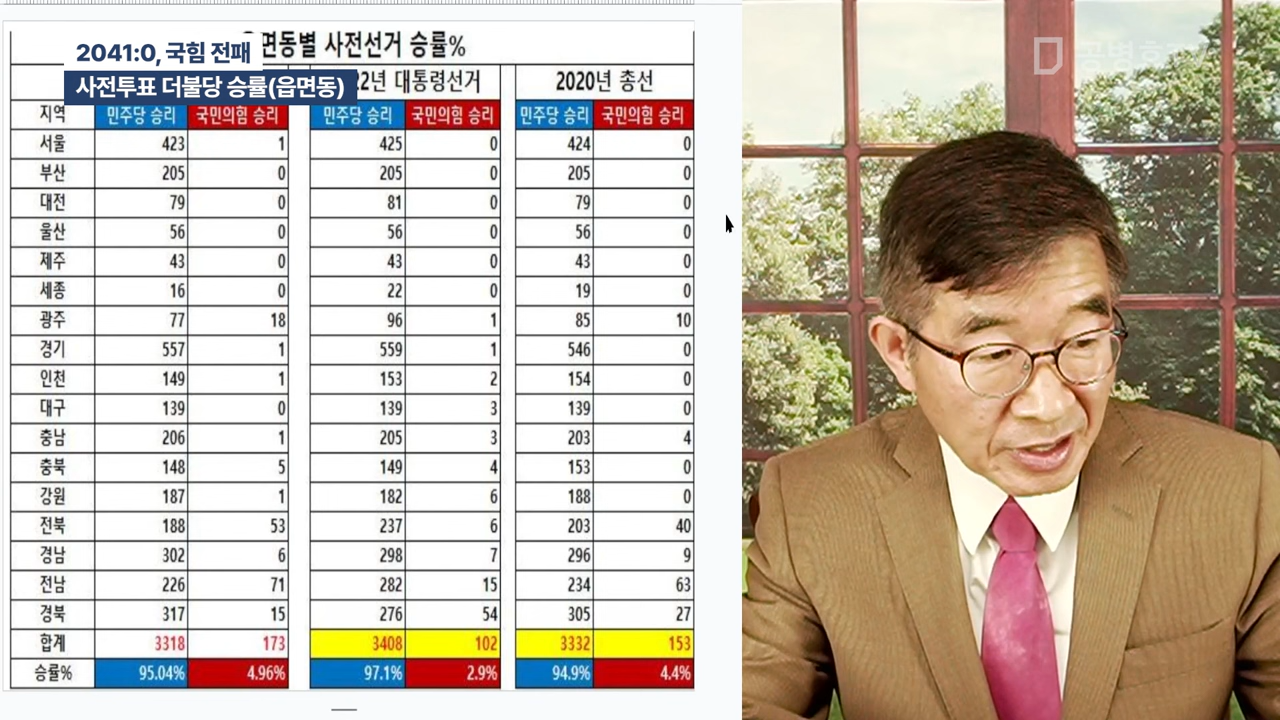 읍면동별 사전선거 승률%
2041:0, 국힘 전패
사전투표 더불당 승률(읍면동)
22년 대통령선거 2020년 총선
지역 민주당 승리 국민의힘 승리 민주당 승리 국민의힘 승리 민주당 승리 국민의힘 승리
서울 423 1 425 0 424 0
부산 205 0 205 0 205 0
대전 79 0 81 0 79 0
울산 56 0 56 0 56 0
제주 43 0 43 0 43 0
세종 16 0 22 0 19 0
광주 77 18 96 1 85 10
경기 557 1 559 1 546 0
인천 149 1 153 2 154 0
대구 139 0 139 3 139 0
충남 206 1 205 3 203 4
충북 148 5 149 4 153 0
강원 187 1 182 6 188 0
전북 188 53 237 6 203 40
경남 302 6 298 7 296 9
전남 226 71 282 15 234 63
경북 317 15 276 54 305 27
합계 3318 173 3408 102 3332 153
승률% 95.04% 4.96% 97.1% 2.9% 94.9% 4.4%